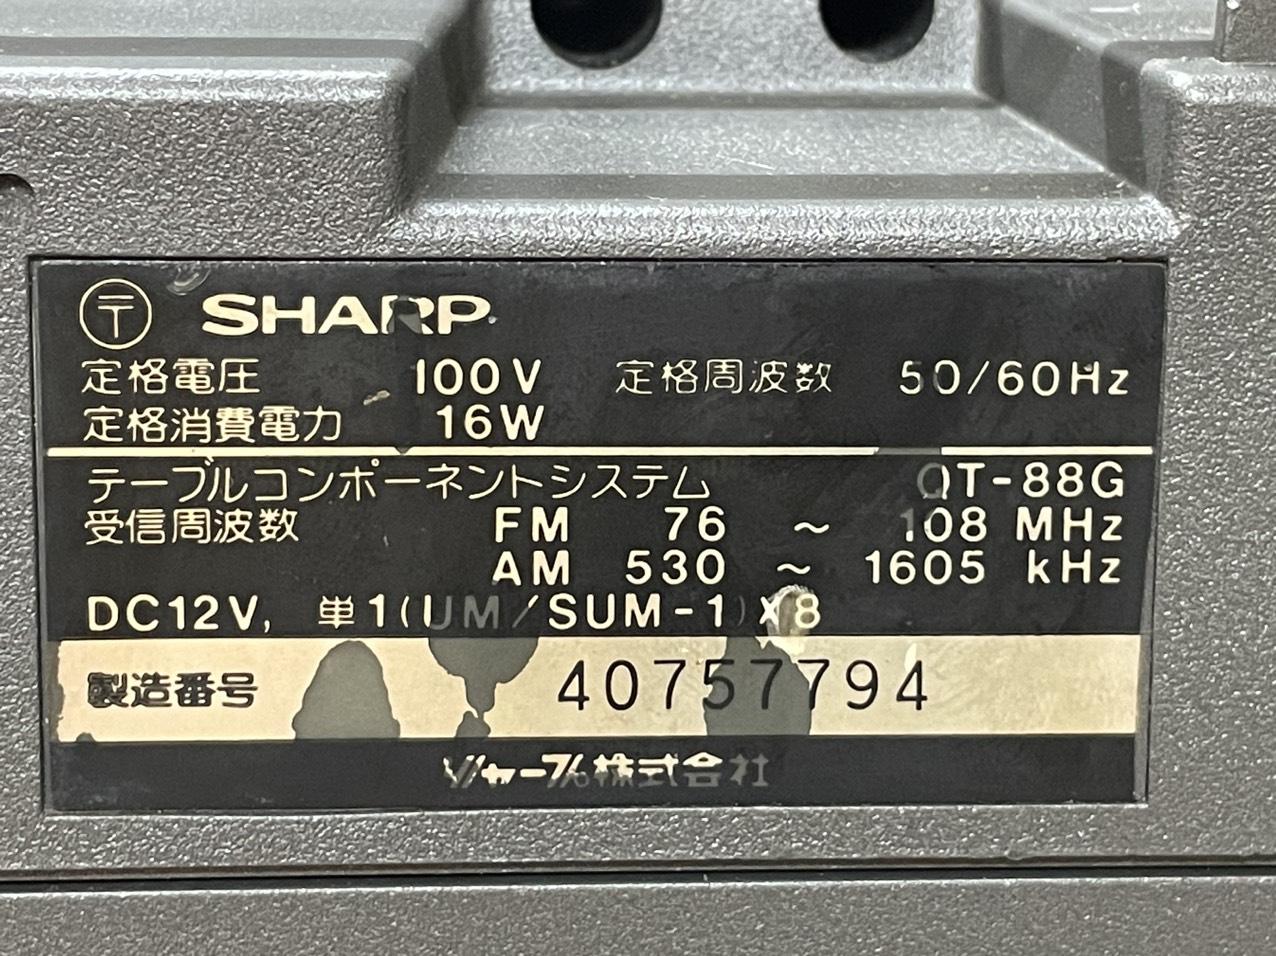 〒 SHARP
定格電圧 100V 定格周波数 50/60Hz
定格消費電力 16W
テーブルコンポーネントシステム QT-88G
受信周波数 FM 76 ～ 108 MHz
AM 530 ～ 1605 kHz
DC12V, 単1(UM/SUM-1)X8
製造番号 40757794
シャープ株式会社